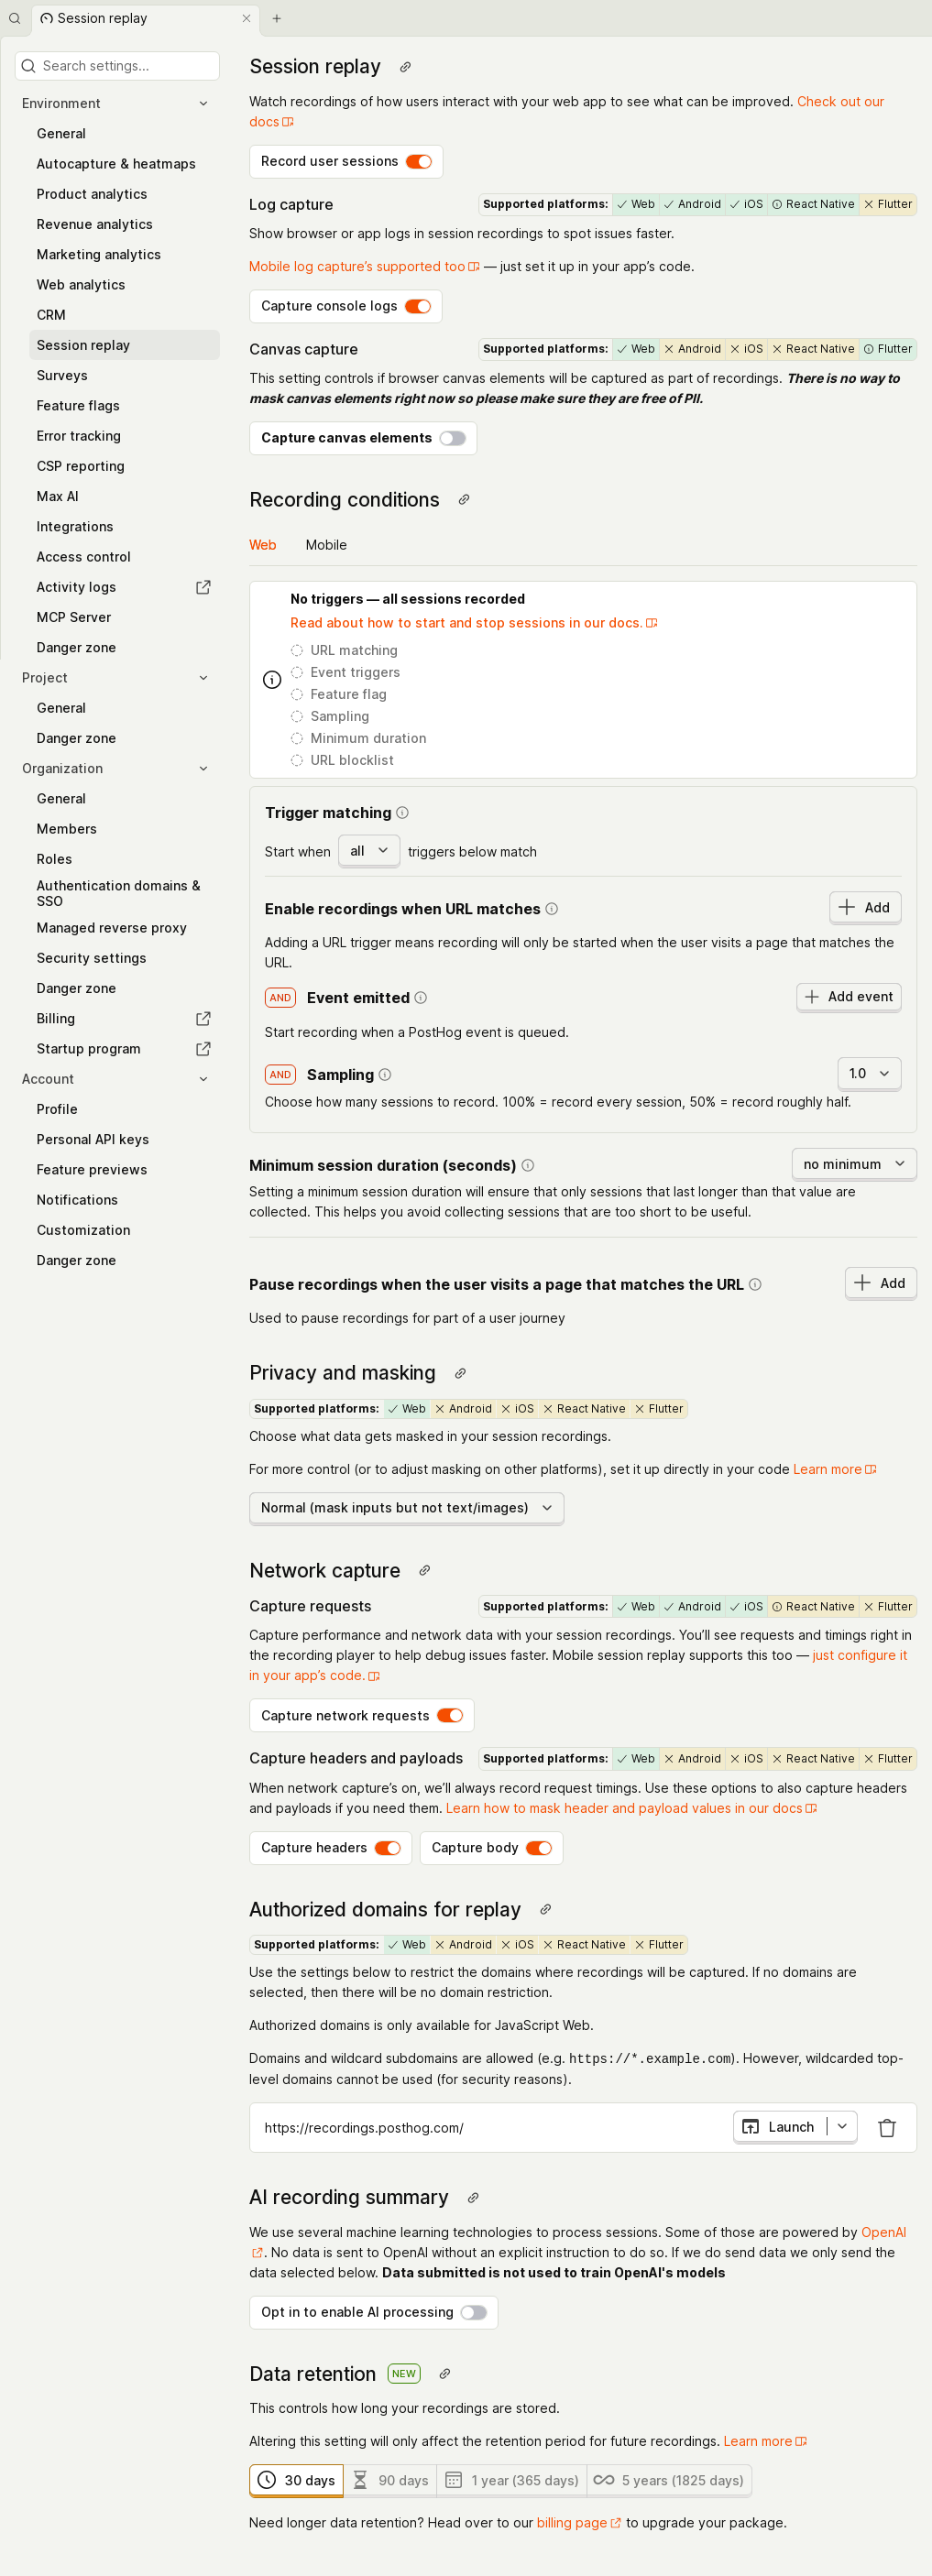 Session replay
Search settings...
Environment
General
Autocapture & heatmaps
Product analytics
Revenue analytics
Marketing analytics
Web analytics
CRM
Session replay
Surveys
Feature flags
Error tracking
CSP reporting
Max AI
Integrations
Access control
Activity logs
MCP Server
Danger zone
Project
General
Danger zone
Organization
General
Members
Roles
Authentication domains &
SSO
Managed reverse proxy
Security settings
Danger zone
Billing
Startup program
Account
Profile
Personal API keys
Feature previews
Notifications
Customization
Danger zone
Session replay
Watch recordings of how users interact with your web app to see what can be improved. Check out our
docs
Record user sessions
Log capture
Supported platforms: Web Android iOS React Native Flutter
Show browser or app logs in session recordings to spot issues faster.
Mobile log capture’s supported too — just set it up in your app’s code.
Capture console logs
Canvas capture
Supported platforms: Web Android iOS React Native Flutter
This setting controls if browser canvas elements will be captured as part of recordings. There is no way to
mask canvas elements right now so please make sure they are free of PII.
Capture canvas elements
Recording conditions
Web Mobile
No triggers — all sessions recorded
Read about how to start and stop sessions in our docs.
URL matching
Event triggers
Feature flag
Sampling
Minimum duration
URL blocklist
Trigger matching
Start when all triggers below match
Enable recordings when URL matches
Add
Adding a URL trigger means recording will only be started when the user visits a page that matches the
URL.
AND Event emitted
Add event
Start recording when a PostHog event is queued.
AND Sampling
1.0
Choose how many sessions to record. 100% = record every session, 50% = record roughly half.
Minimum session duration (seconds)
no minimum
Setting a minimum session duration will ensure that only sessions that last longer than that value are
collected. This helps you avoid collecting sessions that are too short to be useful.
Pause recordings when the user visits a page that matches the URL
Add
Used to pause recordings for part of a user journey
Privacy and masking
Supported platforms: Web Android iOS React Native Flutter
Choose what data gets masked in your session recordings.
For more control (or to adjust masking on other platforms), set it up directly in your code Learn more
Normal (mask inputs but not text/images)
Network capture
Capture requests
Supported platforms: Web Android iOS React Native Flutter
Capture performance and network data with your session recordings. You’ll see requests and timings right in
the recording player to help debug issues faster. Mobile session replay supports this too — just configure it
in your app’s code.
Capture network requests
Capture headers and payloads
Supported platforms: Web Android iOS React Native Flutter
When network capture’s on, we’ll always record request timings. Use these options to also capture headers
and payloads if you need them. Learn how to mask header and payload values in our docs
Capture headers
Capture body
Authorized domains for replay
Supported platforms: Web Android iOS React Native Flutter
Use the settings below to restrict the domains where recordings will be captured. If no domains are
selected, then there will be no domain restriction.
Authorized domains is only available for JavaScript Web.
Domains and wildcard subdomains are allowed (e.g. https://*.example.com). However, wildcarded top-
level domains cannot be used (for security reasons).
https://recordings.posthog.com/
Launch
AI recording summary
We use several machine learning technologies to process sessions. Some of those are powered by OpenAI
. No data is sent to OpenAI without an explicit instruction to do so. If we do send data we only send the
data selected below. Data submitted is not used to train OpenAI's models
Opt in to enable AI processing
Data retention NEW
This controls how long your recordings are stored.
Altering this setting will only affect the retention period for future recordings. Learn more
30 days 90 days 1 year (365 days) 5 years (1825 days)
Need longer data retention? Head over to our billing page to upgrade your package.